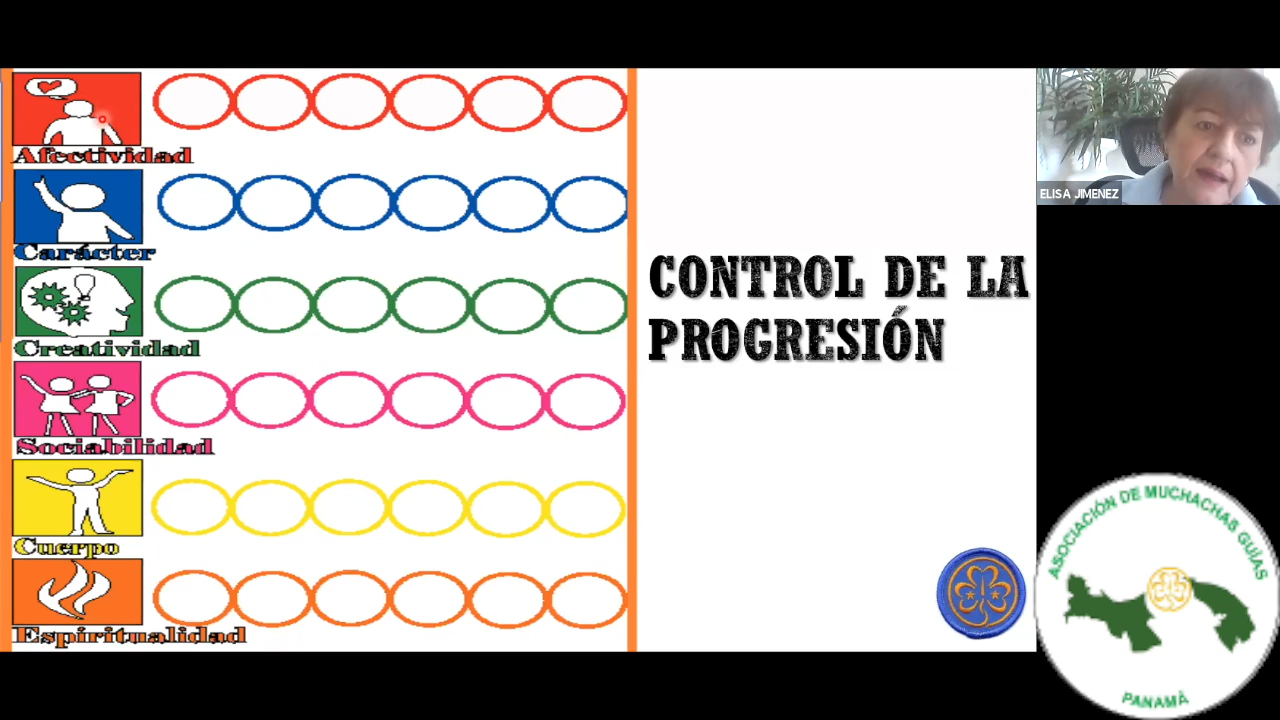 Afectividad
Carácter
Creatividad
Sociabilidad
Cuerpo
Espiritualidad
CONTROL DE LA
PROGRESIÓN
ELISA JIMENEZ
ASOCIACIÓN DE MUCHACHAS GUÍAS
PANAMÁ